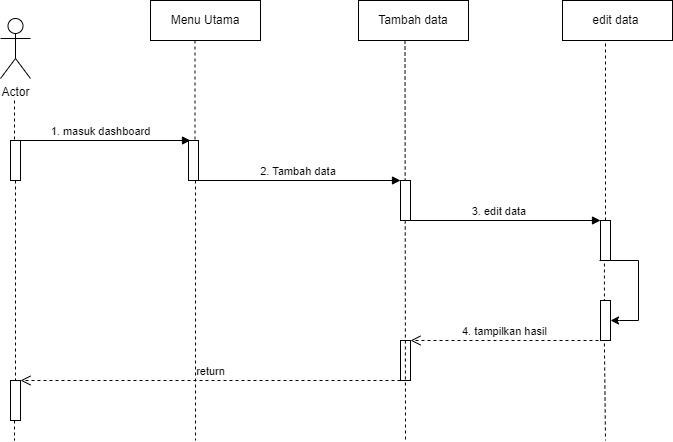 Menu Utama
Tambah data
edit data
Actor
1. masuk dashboard
2. Tambah data
3. edit data
4. tampilkan hasil
return